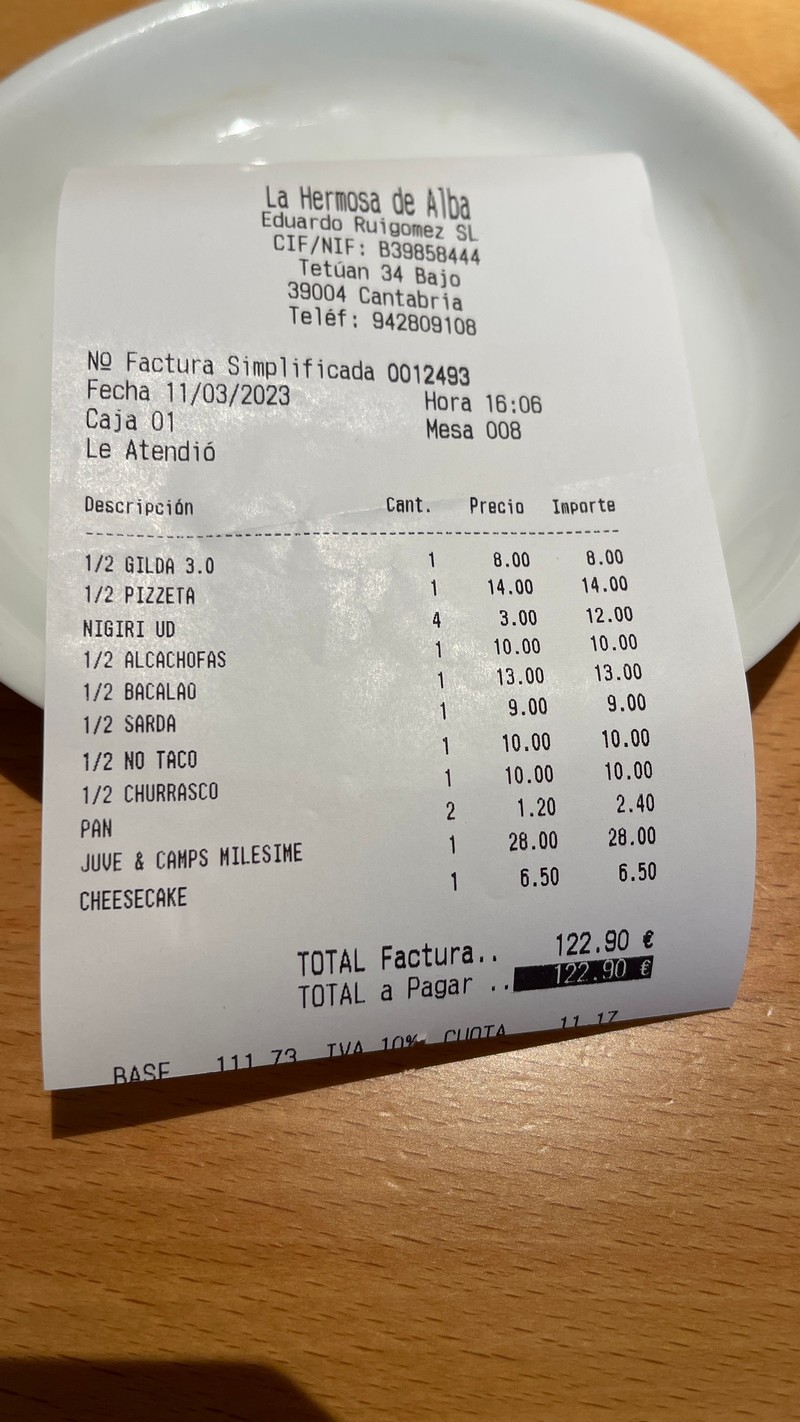 La Hermosa de Alba
Eduardo Ruigomez SL
CIF/NIF: B39858444
Tetúan 34 Bajo
39004 Cantabria
Teléf: 942809108
Nº Factura Simplificada 0012493
Fecha 11/03/2023 Hora 16:06
Caja 01 Mesa 008
Le Atendió
Descripción Cant. Precio Importe
1/2 GILDA 3.0 1 8.00 8.00
1/2 PIZZETA 1 14.00 14.00
NIGIRI UD 4 3.00 12.00
1/2 ALCACHOFAS 1 10.00 10.00
1/2 BACALAO 1 13.00 13.00
1/2 SARDA 1 9.00 9.00
1/2 NO TACO 1 10.00 10.00
1/2 CHURRASCO 1 10.00 10.00
PAN 2 1.20 2.40
JUVE & CAMPS MILESIME 1 28.00 28.00
CHEESECAKE 1 6.50 6.50
TOTAL Factura.. 122.90 €
TOTAL a Pagar .. 122.90 €
BASE 111.73 IVA 10% CUOTA 11.17